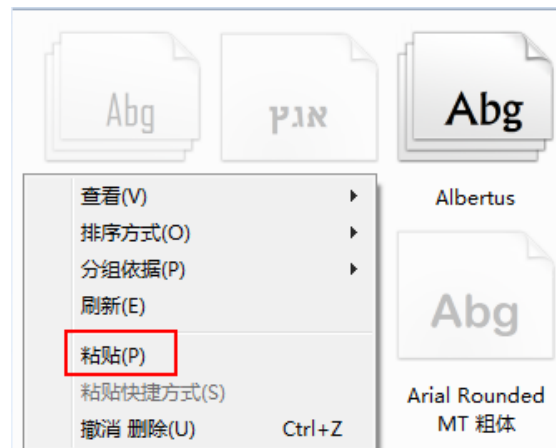 Abg
אגץ
Abg
Albertus
查看(V)
排序方式(O)
分组依据(P)
刷新(E)
粘贴(P)
粘贴快捷方式(S)
撤消 删除(U) Ctrl+Z
Abg
Arial Rounded
MT 粗体